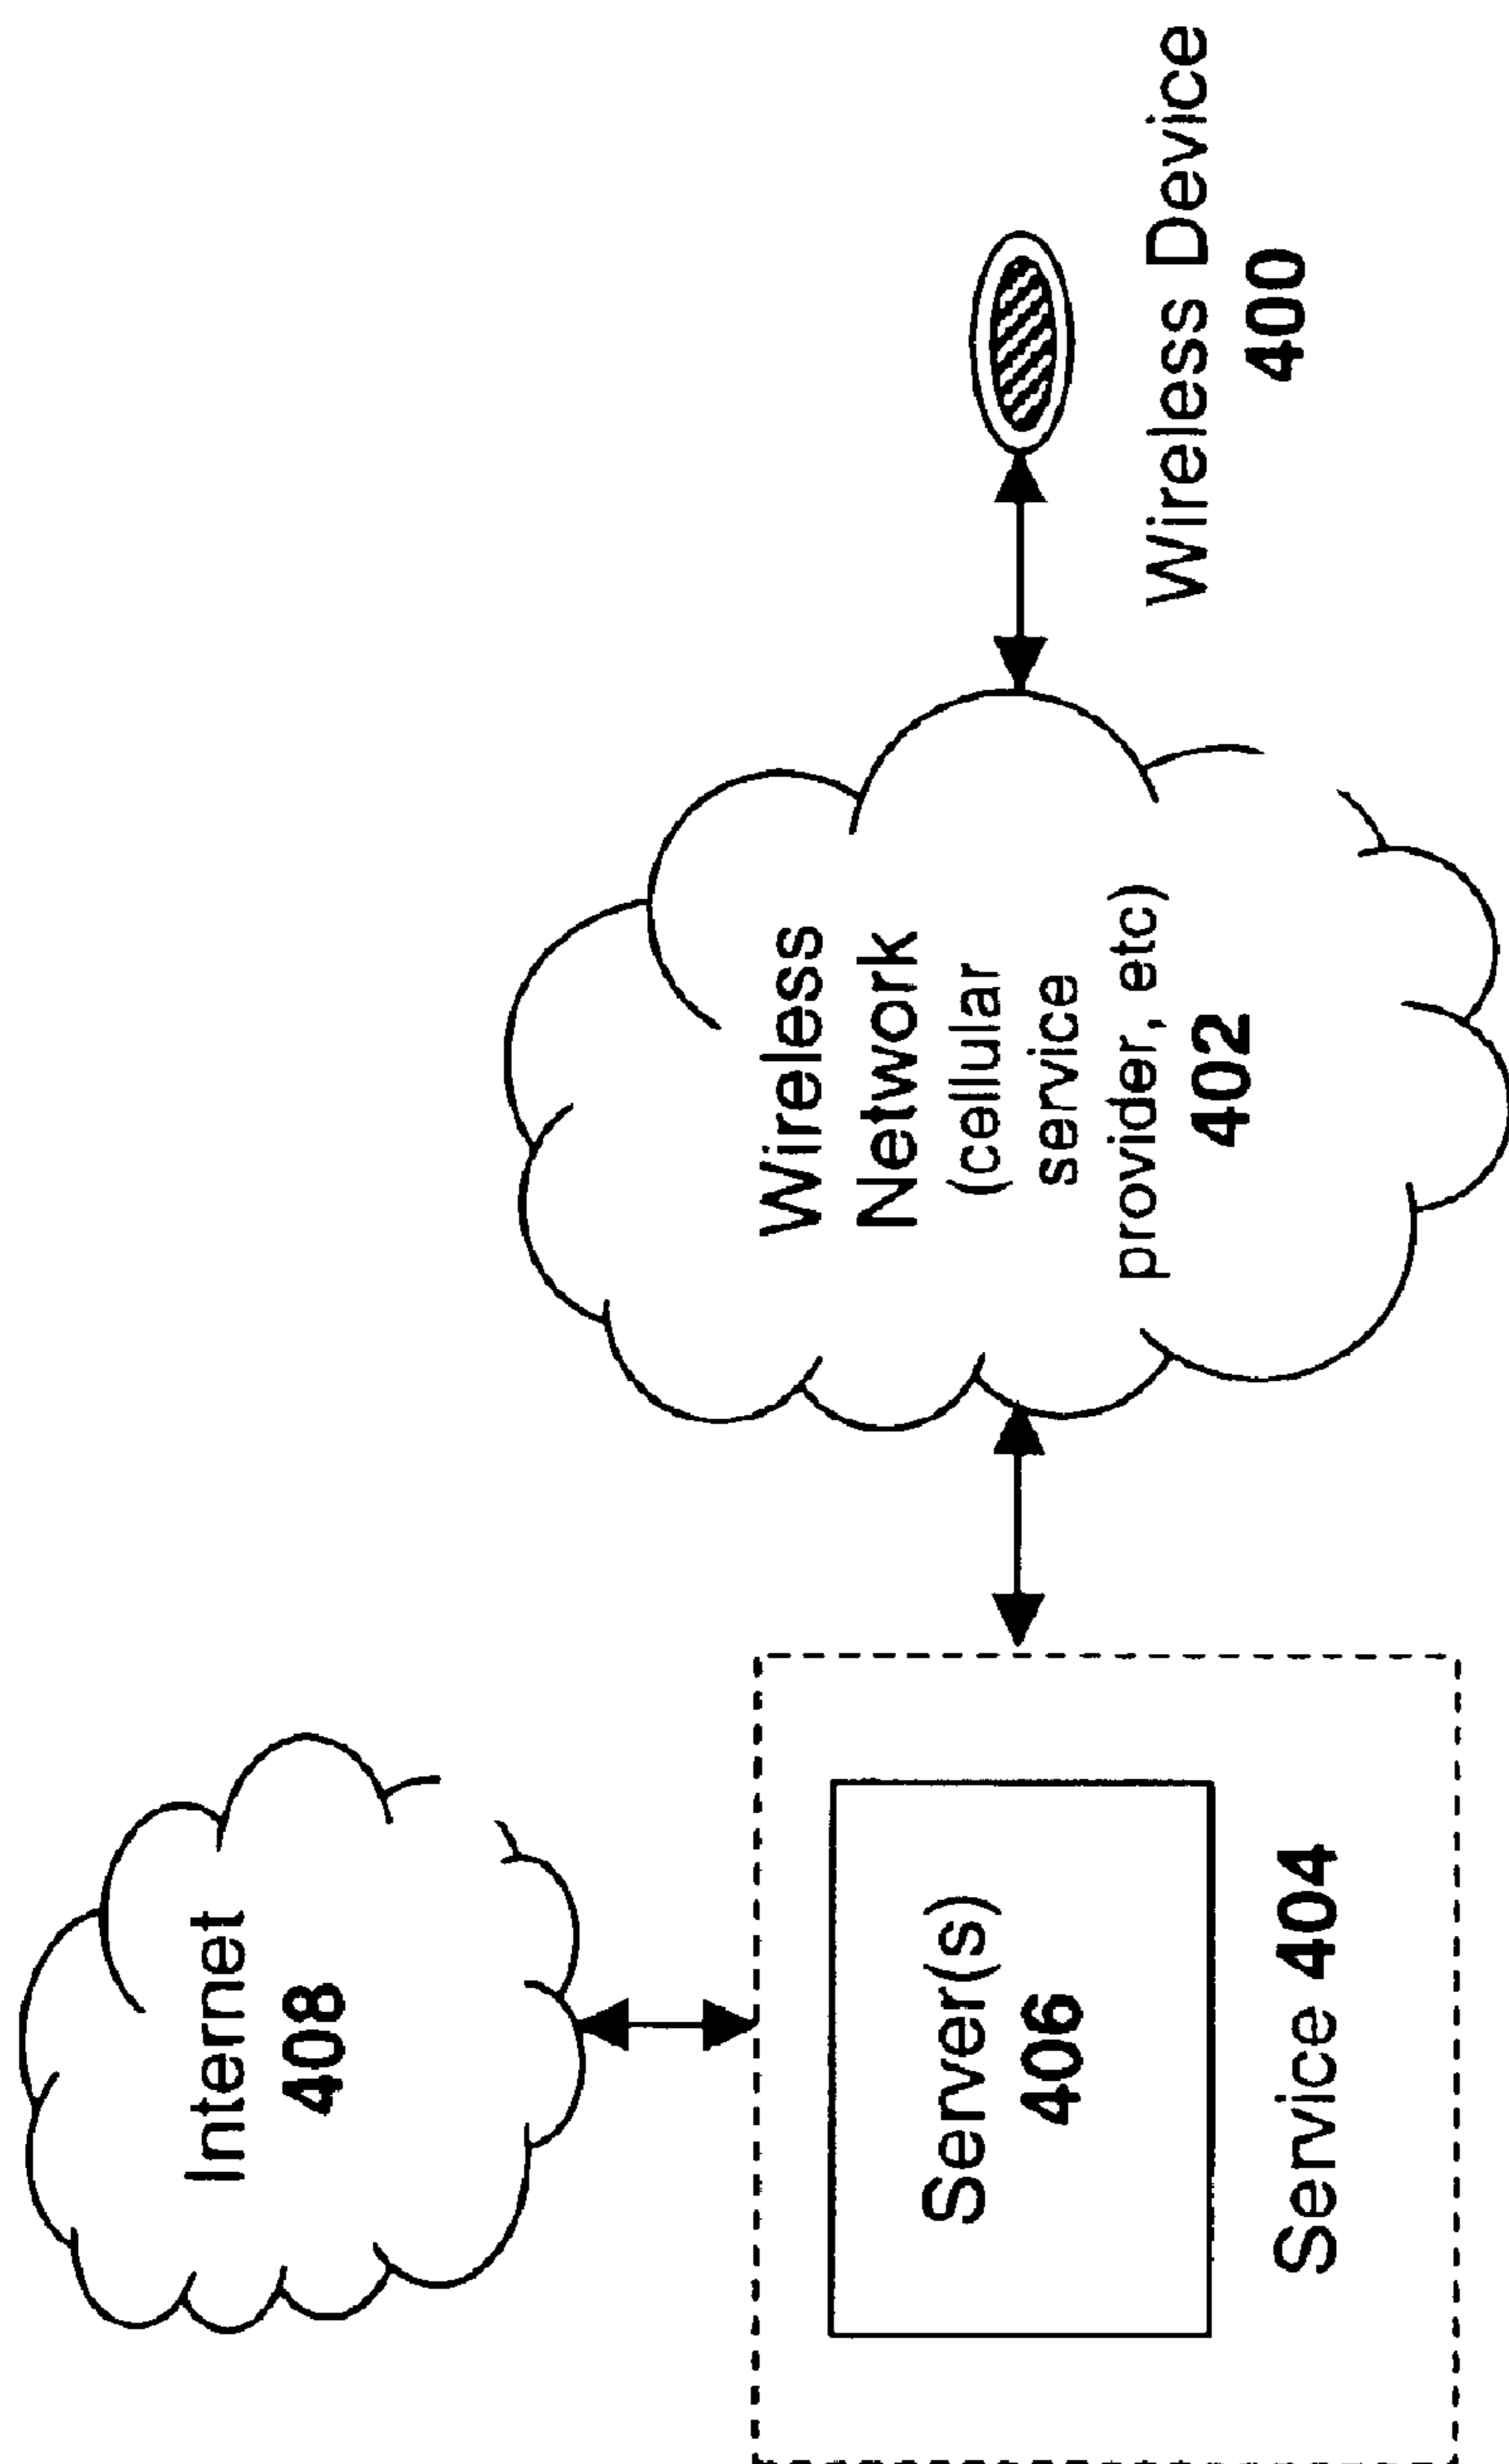 Internet
408
Server(s)
406
Service 404
Wireless
Network
(cellular
service
provider, etc)
402
Wireless Device
400